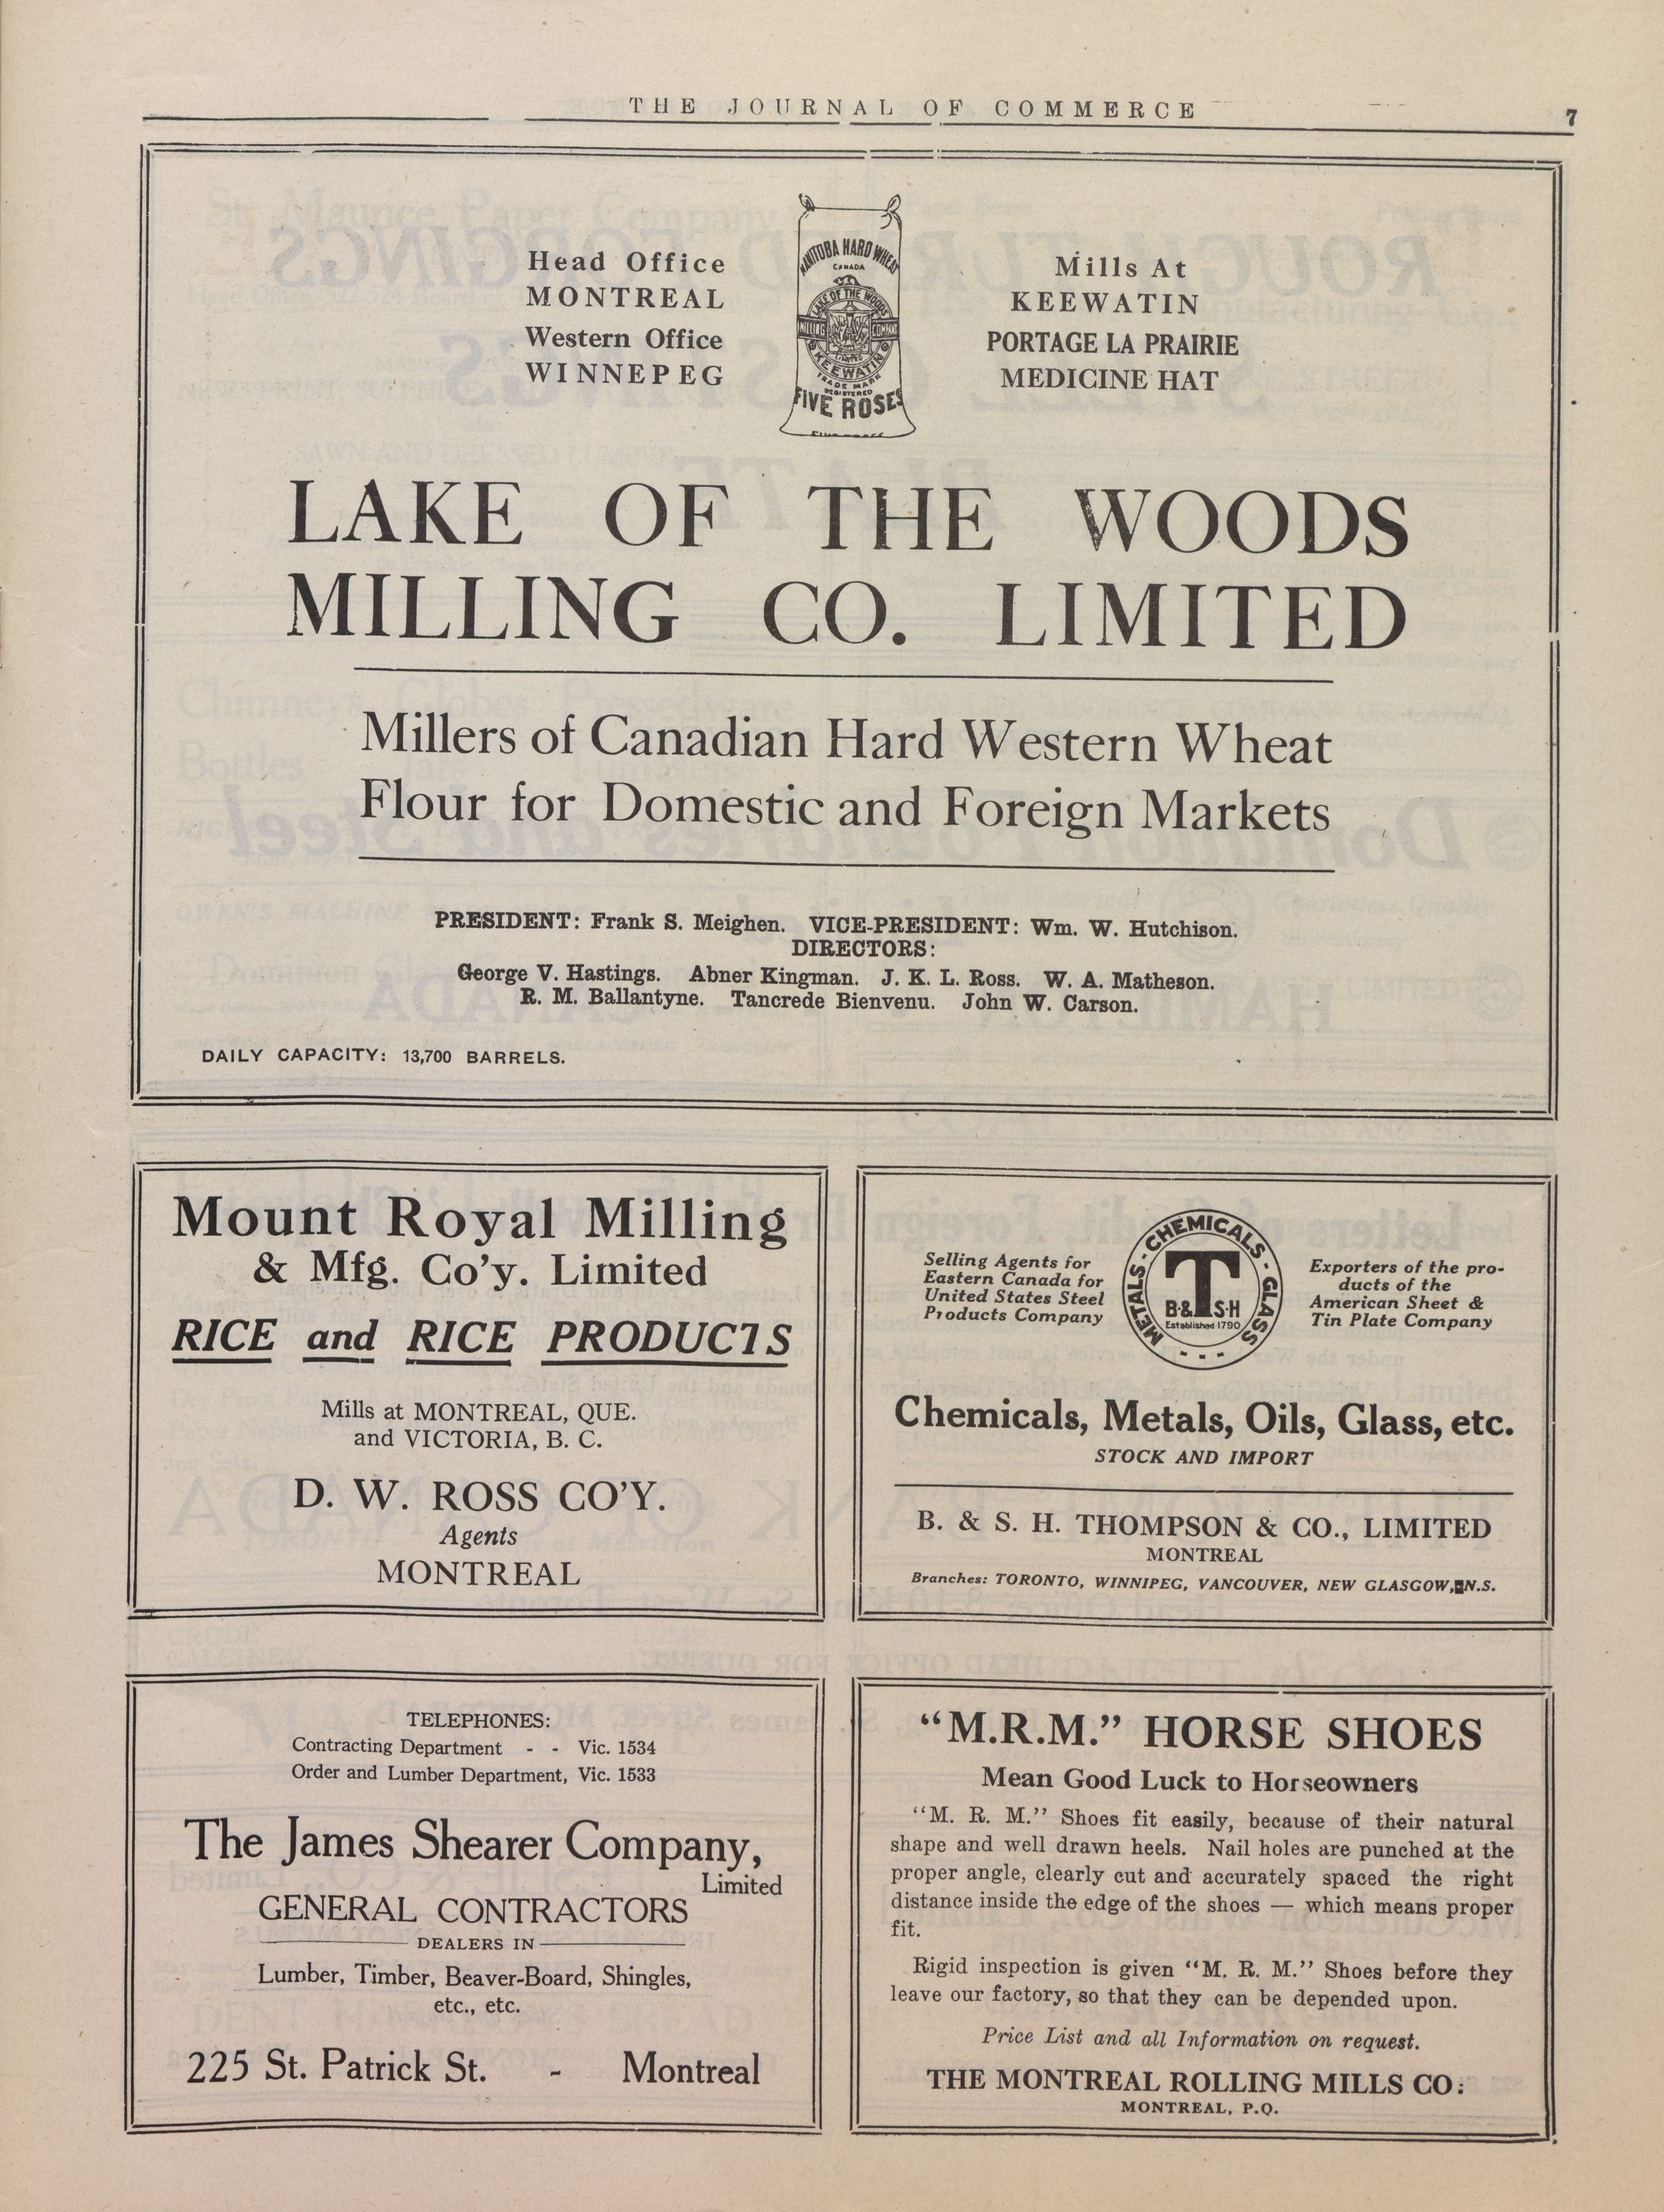 THE JOURNAL OF COMMERCE 7
Head Office
MONTREAL
Western Office
WINNEPEG
MANITOBA HARD WHEAT
CANADA
LAKE OF THE WOODS
MILLING COMPANY
LIMITED
KEEWATIN
TRADE MARK
REGISTERED
FIVE ROSES
Mills At
KEEWATIN
PORTAGE LA PRAIRIE
MEDICINE HAT
LAKE OF THE WOODS
MILLING CO. LIMITED
Millers of Canadian Hard Western Wheat
Flour for Domestic and Foreign Markets
PRESIDENT: Frank S. Meighen. VICE-PRESIDENT: Wm. W. Hutchison.
DIRECTORS:
George V. Hastings. Abner Kingman. J. K. L. Ross. W. A. Matheson.
R. M. Ballantyne. Tancrede Bienvenu. John W. Carson.
DAILY CAPACITY: 13,700 BARRELS.
Mount Royal Milling
& Mfg. Co'y. Limited
RICE and RICE PRODUCTS
Mills at MONTREAL, QUE.
and VICTORIA, B. C.
D. W. ROSS CO'Y.
Agents
MONTREAL
Selling Agents for
Eastern Canada for
United States Steel
Products Company
METALS - CHEMICALS - GLASS
T
B. & S. H
Established 1790
Exporters of the pro-
ducts of the
American Sheet &
Tin Plate Company
Chemicals, Metals, Oils, Glass, etc.
STOCK AND IMPORT
B. & S. H. THOMPSON & CO., LIMITED
MONTREAL
Branches: TORONTO, WINNIPEG, VANCOUVER, NEW GLASGOW, N.S.
TELEPHONES:
Contracting Department - - Vic. 1534
Order and Lumber Department, Vic. 1533
The James Shearer Company,
Limited
GENERAL CONTRACTORS
DEALERS IN
Lumber, Timber, Beaver-Board, Shingles,
etc., etc.
225 St. Patrick St. - Montreal
"M.R.M." HORSE SHOES
Mean Good Luck to Horseowners
"M. R. M." Shoes fit easily, because of their natural
shape and well drawn heels. Nail holes are punched at the
proper angle, clearly cut and accurately spaced the right
distance inside the edge of the shoes — which means proper
fit.
Rigid inspection is given "M. R. M." Shoes before they
leave our factory, so that they can be depended upon.
Price List and all Information on request.
THE MONTREAL ROLLING MILLS CO.
MONTREAL, P.Q.